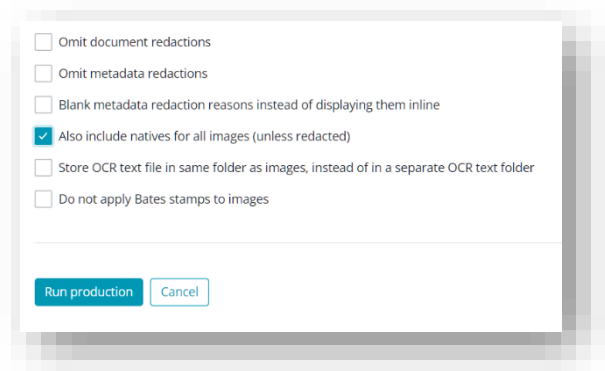 Omit document redactions
Omit metadata redactions
Blank metadata redaction reasons instead of displaying them inline
Also include natives for all images (unless redacted)
Store OCR text file in same folder as images, instead of in a separate OCR text folder
Do not apply Bates stamps to images
Run production Cancel